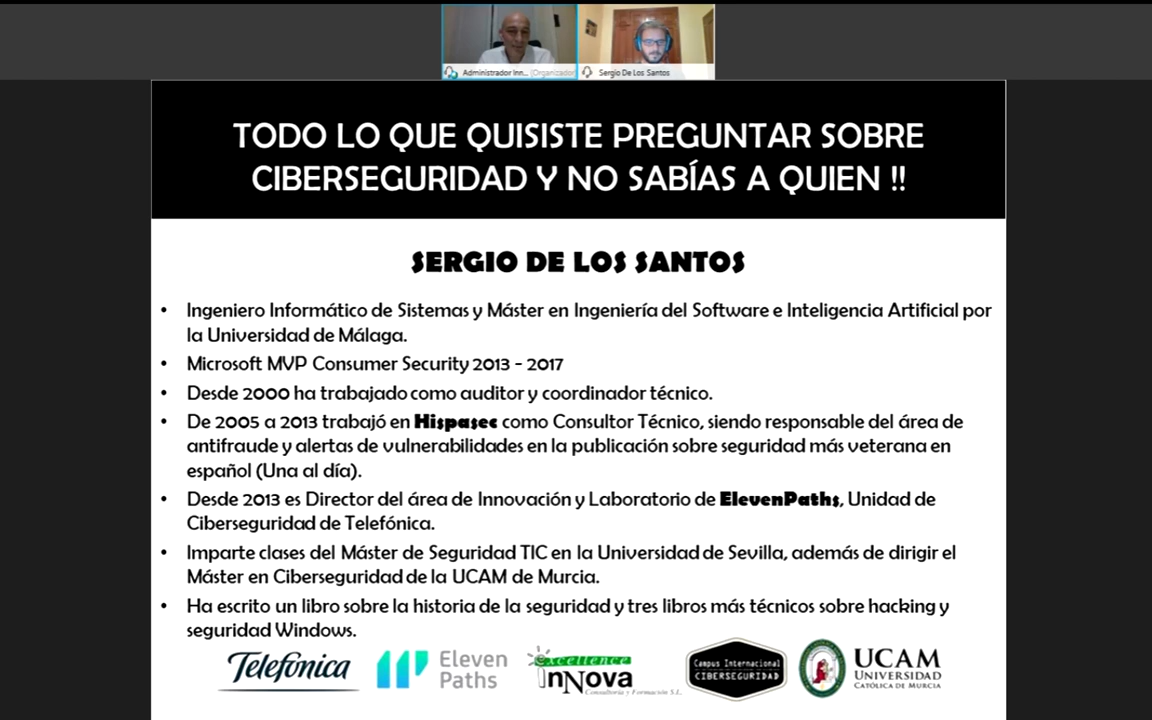 Administrador Inn... (Organizador
Sergio De Los Santos
TODO LO QUE QUISISTE PREGUNTAR SOBRE
CIBERSEGURIDAD Y NO SABÍAS A QUIEN !!
SERGIO DE LOS SANTOS
• Ingeniero Informático de Sistemas y Máster en Ingeniería del Software e Inteligencia Artificial por
la Universidad de Málaga.
• Microsoft MVP Consumer Security 2013 - 2017
• Desde 2000 ha trabajado como auditor y coordinador técnico.
• De 2005 a 2013 trabajó en Hispasec como Consultor Técnico, siendo responsable del área de
antifraude y alertas de vulnerabilidades en la publicación sobre seguridad más veterana en
español (Una al día).
• Desde 2013 es Director del área de Innovación y Laboratorio de ElevenPaths, Unidad de
Ciberseguridad de Telefónica.
• Imparte clases del Máster de Seguridad TIC en la Universidad de Sevilla, además de dirigir el
Máster en Ciberseguridad de la UCAM de Murcia.
• Ha escrito un libro sobre la historia de la seguridad y tres libros más técnicos sobre hacking y
seguridad Windows.
Telefónica
Eleven
Paths
excellence
inNova
Consultoría y Formación S.L.
Campus Internacional
CIBERSEGURIDAD
UCAM
UNIVERSIDAD
CATÓLICA DE MURCIA